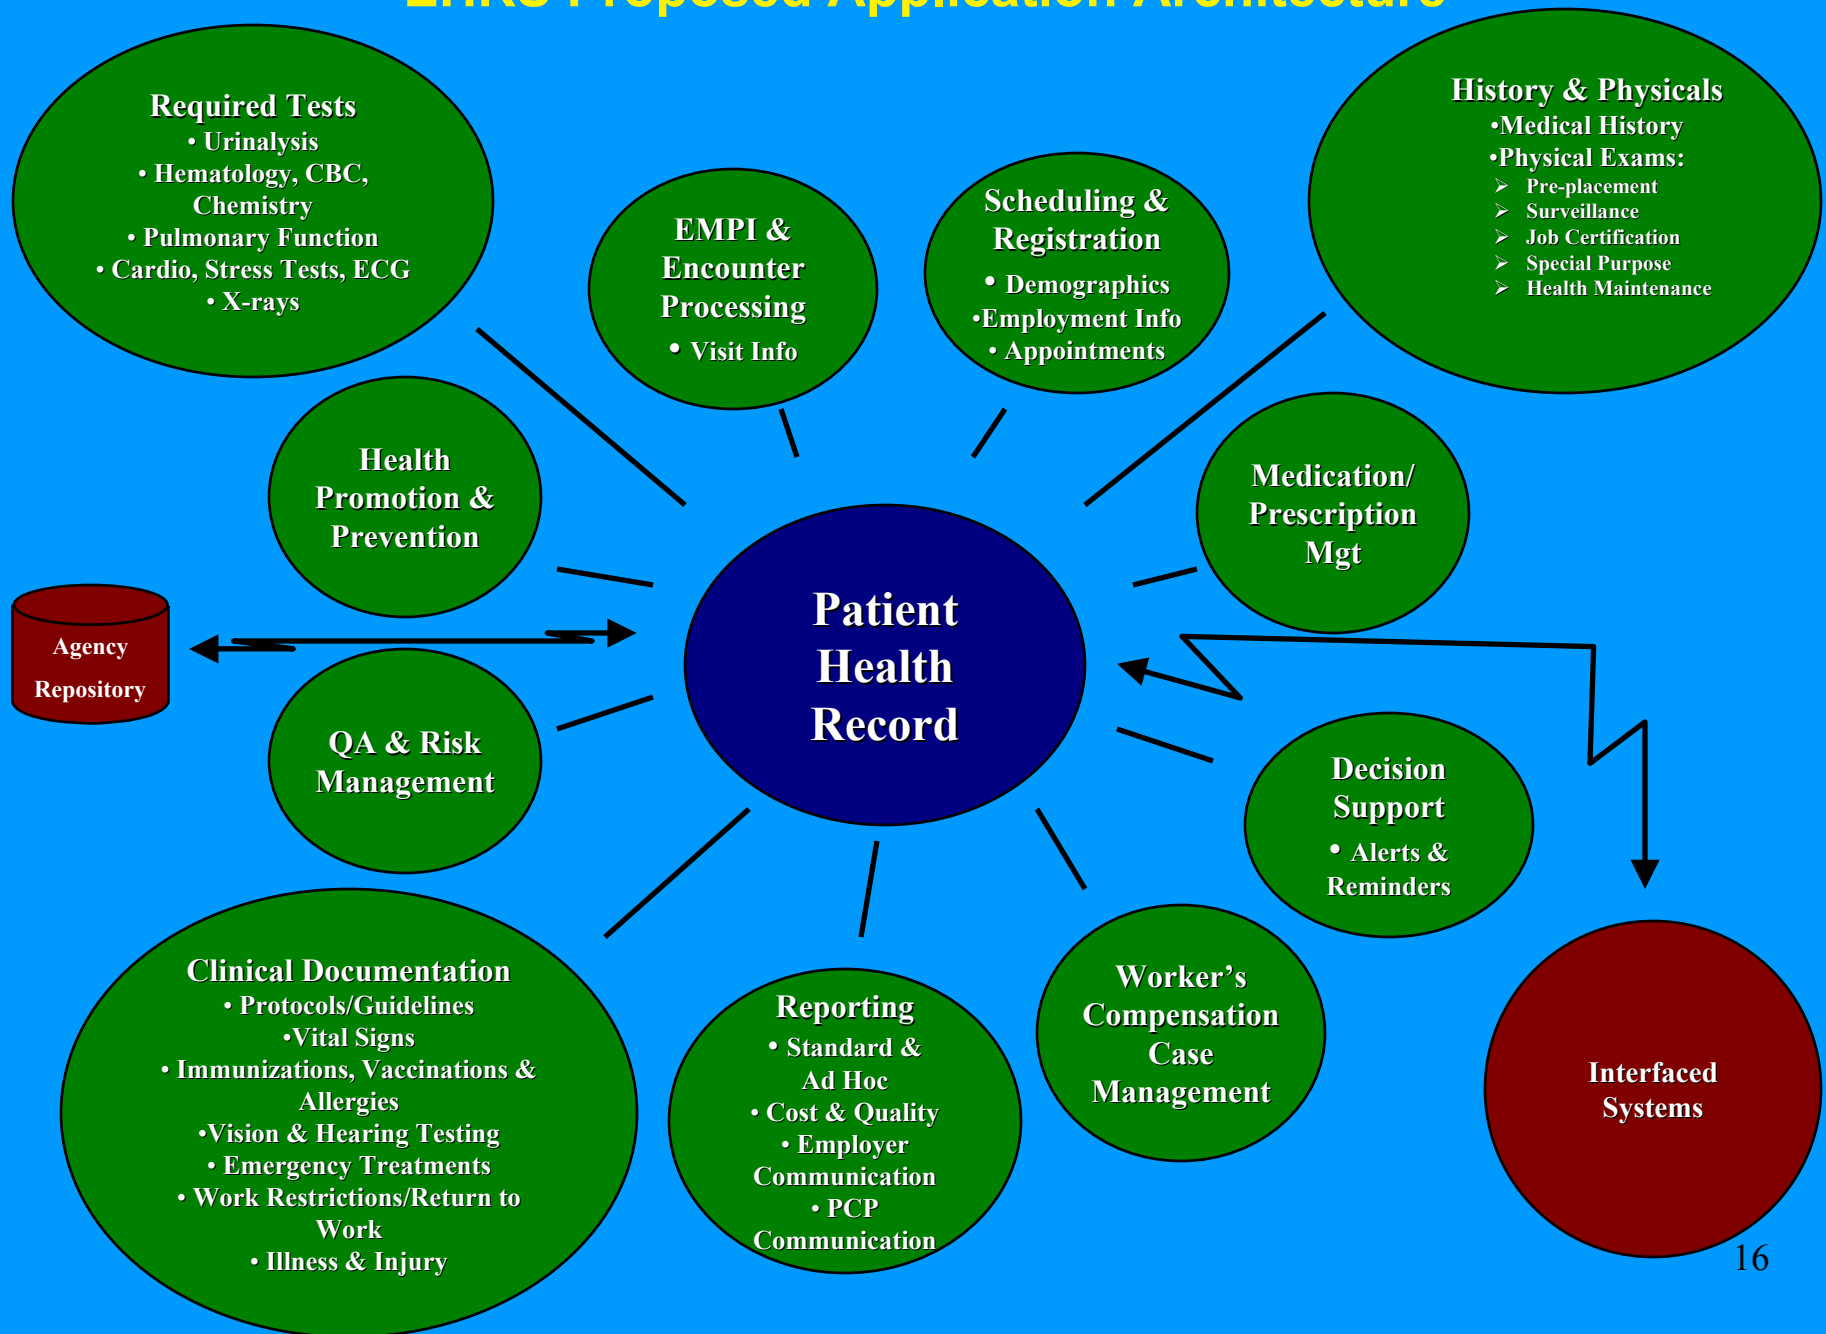 EHRS Proposed Application Architecture
Required Tests
• Urinalysis
• Hematology, CBC,
Chemistry
• Pulmonary Function
• Cardio, Stress Tests, ECG
• X-rays
EMPI &
Encounter
Processing
• Visit Info
Scheduling &
Registration
• Demographics
•Employment Info
• Appointments
History & Physicals
•Medical History
•Physical Exams:
➢ Pre-placement
➢ Surveillance
➢ Job Certification
➢ Special Purpose
➢ Health Maintenance
Health
Promotion &
Prevention
Medication/
Prescription
Mgt
Patient
Health
Record
Agency
Repository
QA & Risk
Management
Decision
Support
• Alerts &
Reminders
Clinical Documentation
• Protocols/Guidelines
•Vital Signs
• Immunizations, Vaccinations &
Allergies
•Vision & Hearing Testing
• Emergency Treatments
• Work Restrictions/Return to
Work
• Illness & Injury
Reporting
• Standard &
Ad Hoc
• Cost & Quality
• Employer
Communication
• PCP
Communication
Worker’s
Compensation
Case
Management
Interfaced
Systems
16